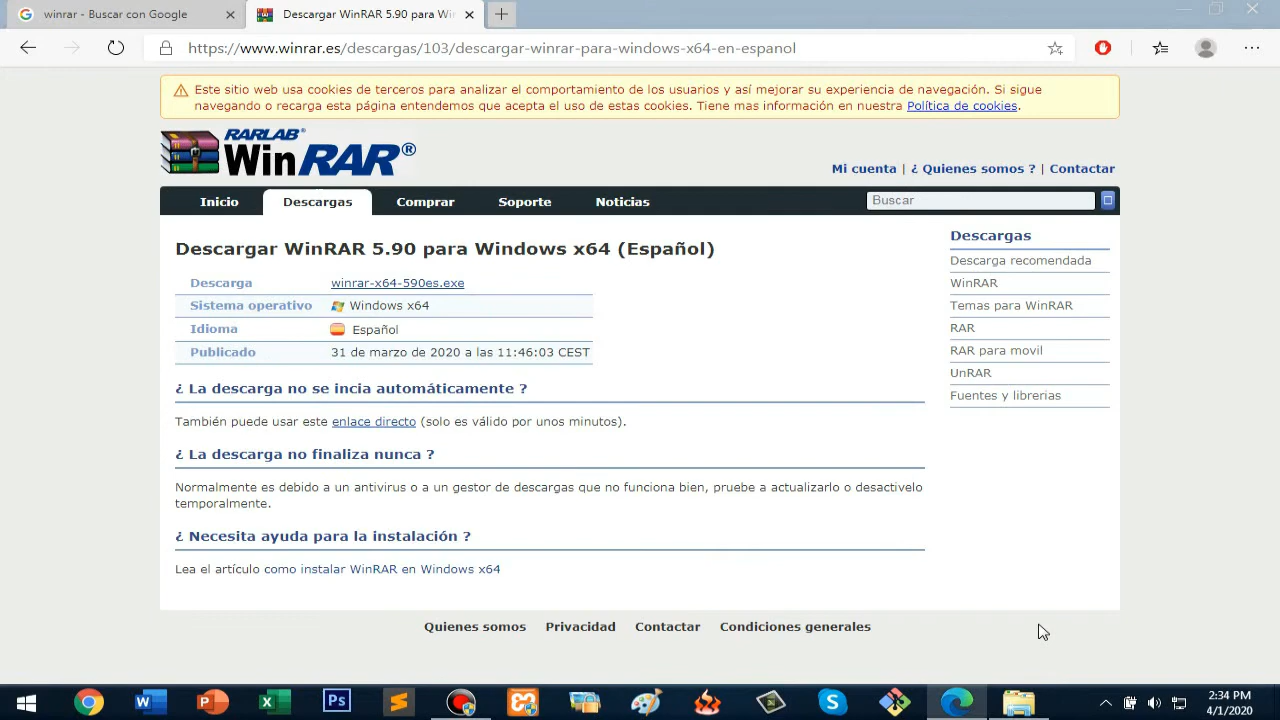 winrar - Buscar con Google
Descargar WinRAR 5.90 para Win
https://www.winrar.es/descargas/103/descargar-winrar-para-windows-x64-en-espanol
Este sitio web usa cookies de terceros para analizar el comportamiento de los usuarios y así mejorar su experiencia de navegación. Si sigue
navegando o recarga esta página entendemos que acepta el uso de estas cookies. Tiene mas información en nuestra Política de cookies.
RARLAB®
WinRAR®
Mi cuenta | ¿ Quienes somos ? | Contactar
Inicio Descargas Comprar Soporte Noticias Buscar
Descargar WinRAR 5.90 para Windows x64 (Español)
Descarga winrar-x64-590es.exe
Sistema operativo Windows x64
Idioma Español
Publicado 31 de marzo de 2020 a las 11:46:03 CEST
¿ La descarga no se incia automáticamente ?
También puede usar este enlace directo (solo es válido por unos minutos).
¿ La descarga no finaliza nunca ?
Normalmente es debido a un antivirus o a un gestor de descargas que no funciona bien, pruebe a actualizarlo o desactivelo
temporalmente.
¿ Necesita ayuda para la instalación ?
Lea el artículo como instalar WinRAR en Windows x64
Descargas
Descarga recomendada
WinRAR
Temas para WinRAR
RAR
RAR para movil
UnRAR
Fuentes y librerias
Quienes somos Privacidad Contactar Condiciones generales
2:34 PM
4/1/2020